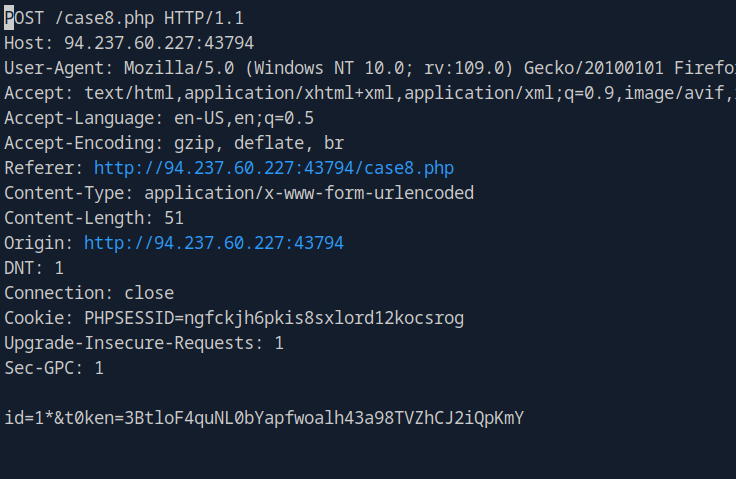 POST /case8.php HTTP/1.1
Host: 94.237.60.227:43794
User-Agent: Mozilla/5.0 (Windows NT 10.0; rv:109.0) Gecko/20100101 Firefo
Accept: text/html,application/xhtml+xml,application/xml;q=0.9,image/avif,
Accept-Language: en-US,en;q=0.5
Accept-Encoding: gzip, deflate, br
Referer: http://94.237.60.227:43794/case8.php
Content-Type: application/x-www-form-urlencoded
Content-Length: 51
Origin: http://94.237.60.227:43794
DNT: 1
Connection: close
Cookie: PHPSESSID=ngfckjh6pkis8sxlord12kocsrog
Upgrade-Insecure-Requests: 1
Sec-GPC: 1
id=1*&t0ken=3BtloF4quNL0bYapfwoalh43a98TVZhCJ2iQpKmY